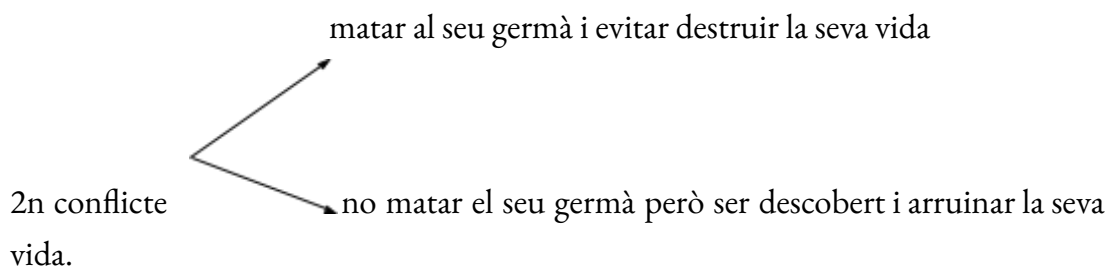 matar al seu germà i evitar destruir la seva vida
2n conflicte no matar el seu germà però ser descobert i arruinar la seva
vida.